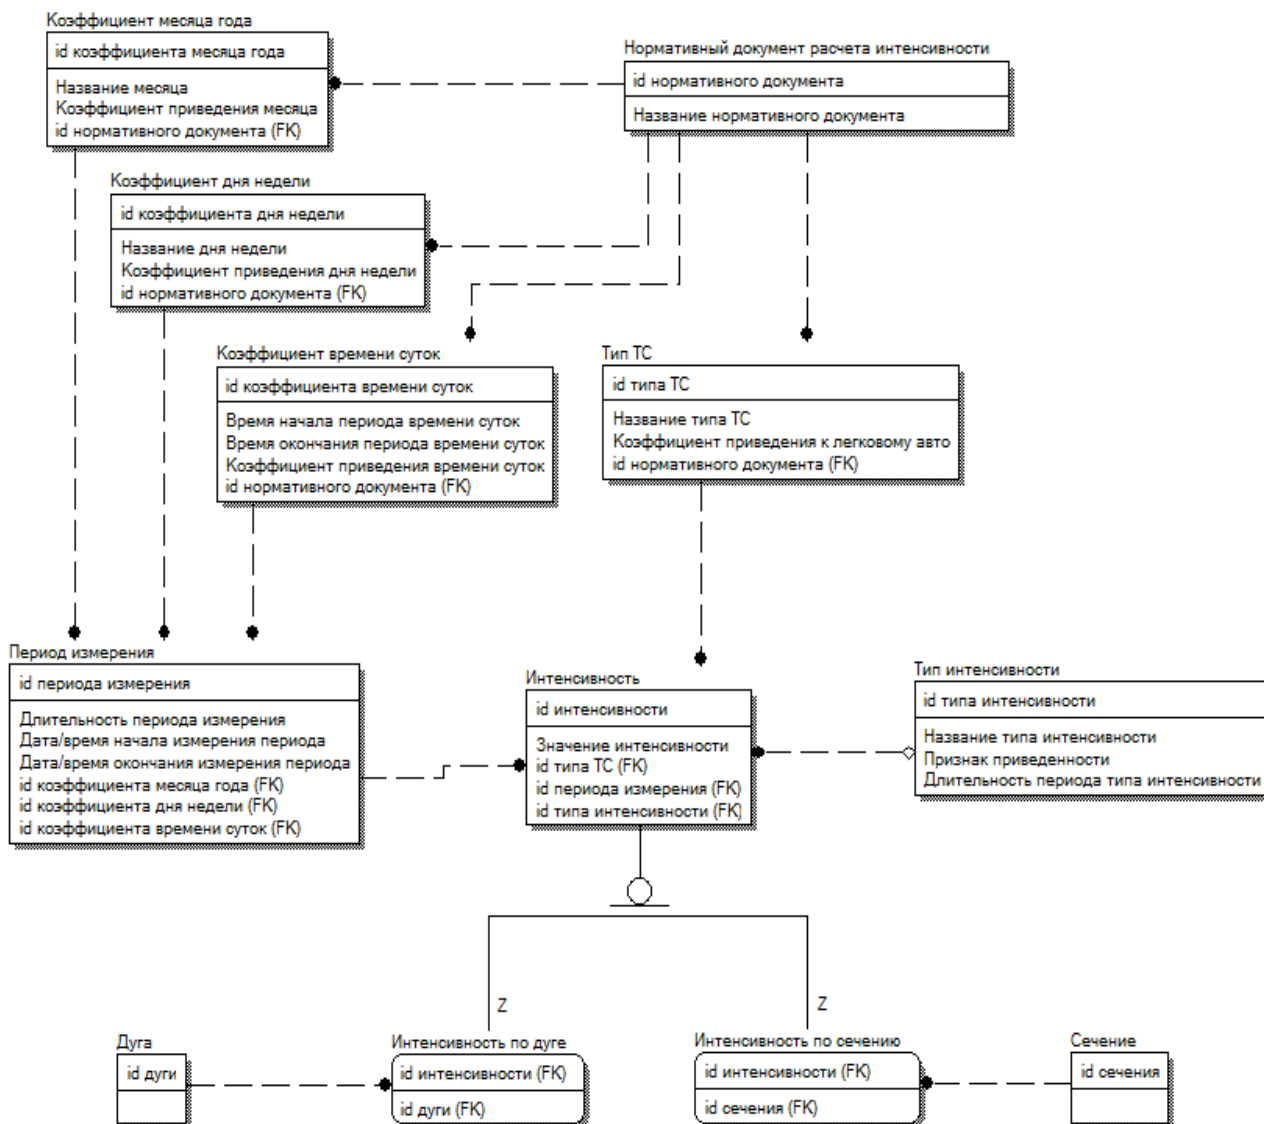 Коэффициент месяца года
id коэффициента месяца года
Название месяца
Коэффициент приведения месяца
id нормативного документа (FK)
Нормативный документ расчета интенсивности
id нормативного документа
Название нормативного документа
Коэффициент дня недели
id коэффициента дня недели
Название дня недели
Коэффициент приведения дня недели
id нормативного документа (FK)
Коэффициент времени суток
id коэффициента времени суток
Время начала периода времени суток
Время окончания периода времени суток
Коэффициент приведения времени суток
id нормативного документа (FK)
Тип ТС
id типа ТС
Название типа ТС
Коэффициент приведения к легковому авто
id нормативного документа (FK)
Период измерения
id периода измерения
Длительность периода измерения
Дата/время начала измерения периода
Дата/время окончания измерения периода
id коэффициента месяца года (FK)
id коэффициента дня недели (FK)
id коэффициента времени суток (FK)
Интенсивность
id интенсивности
Значение интенсивности
id типа ТС (FK)
id периода измерения (FK)
id типа интенсивности (FK)
Тип интенсивности
id типа интенсивности
Название типа интенсивности
Признак приведенности
Длительность периода типа интенсивности
Z
Z
Дуга
id дуги
Интенсивность по дуге
id интенсивности (FK)
id дуги (FK)
Интенсивность по сечению
id интенсивности (FK)
id сечения (FK)
Сечение
id сечения